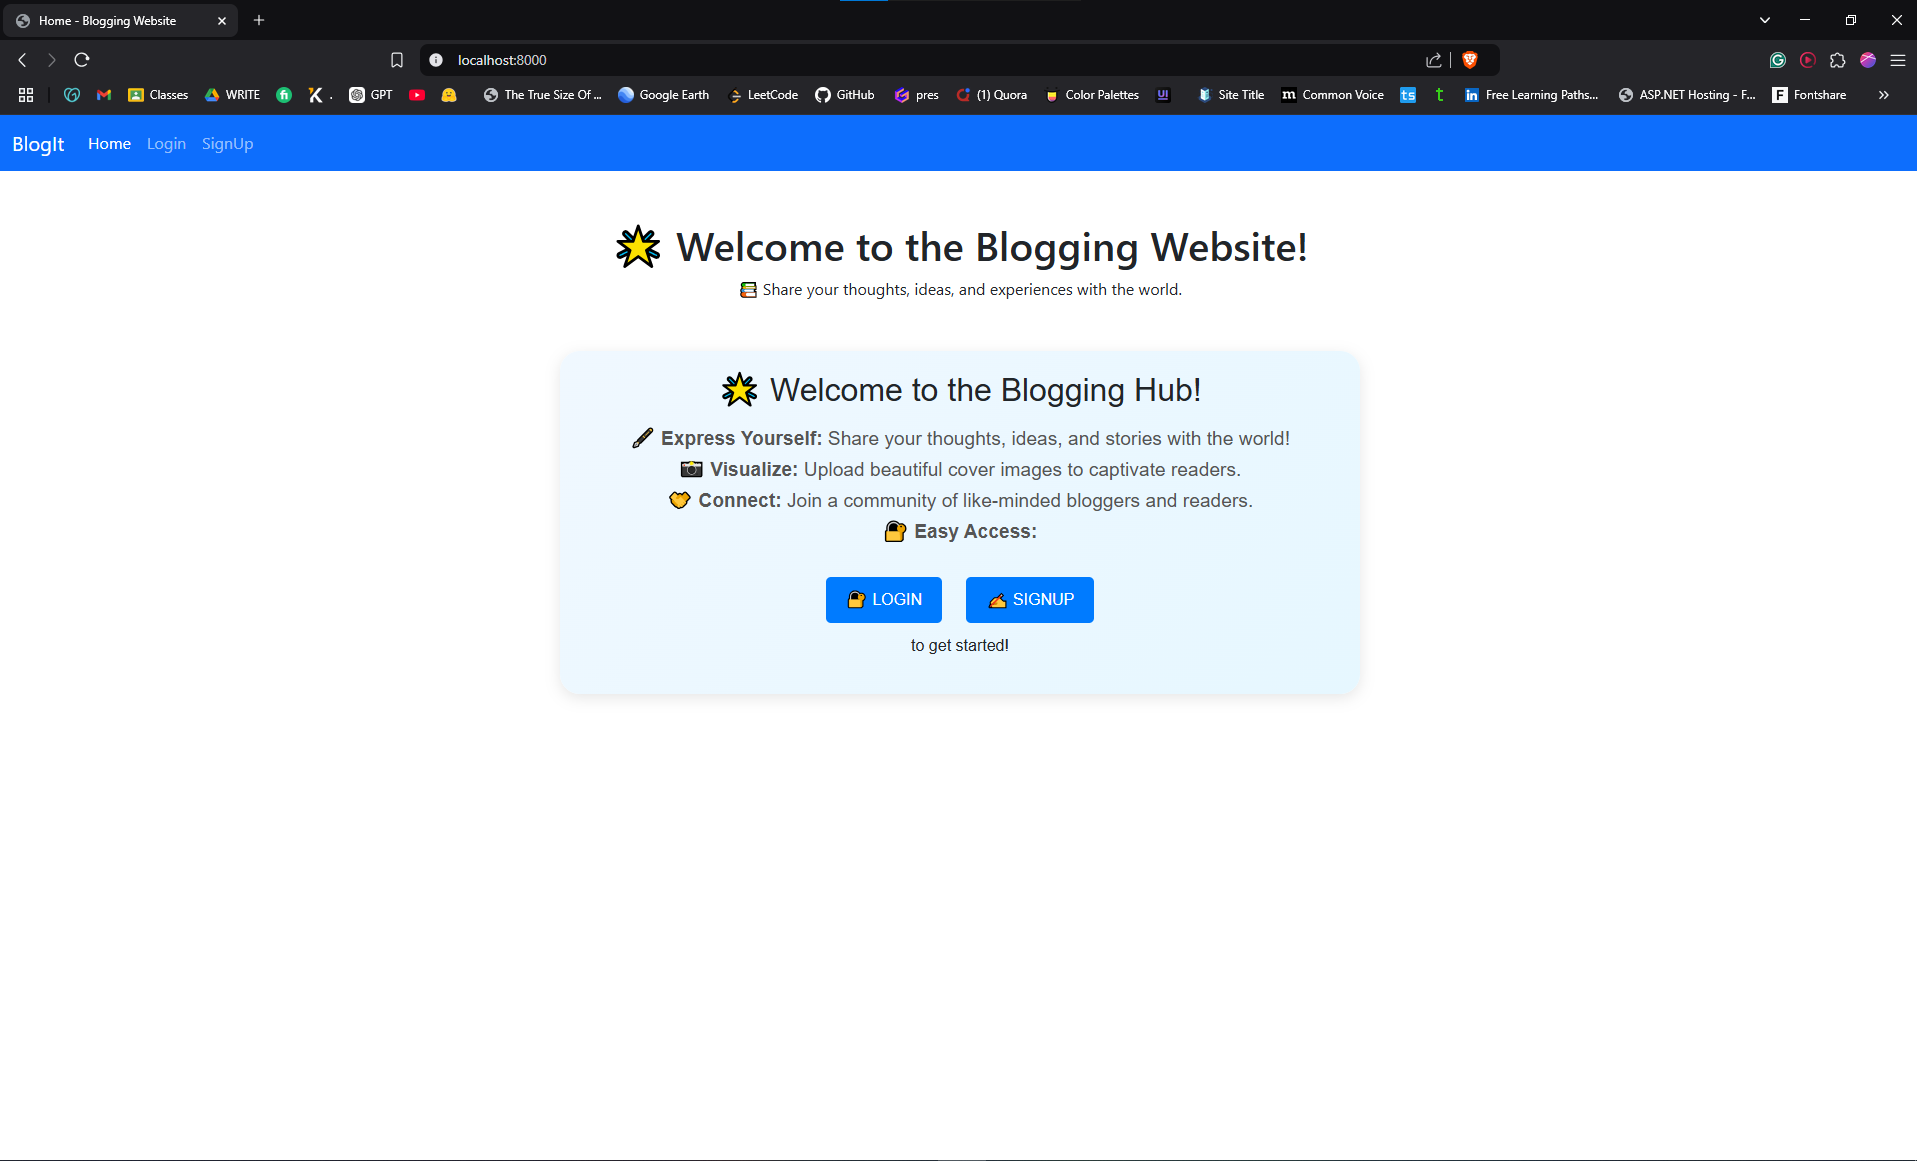 Home - Blogging Website
localhost:8000
Classes WRITE . GPT The True Size Of ... Google Earth LeetCode GitHub pres (1) Quora Color Palettes UI Site Title m Common Voice ts t in Free Learning Paths... ASP.NET Hosting - F... F Fontshare
BlogIt Home Login SignUp
Welcome to the Blogging Website!
Share your thoughts, ideas, and experiences with the world.
Welcome to the Blogging Hub!
Express Yourself: Share your thoughts, ideas, and stories with the world!
Visualize: Upload beautiful cover images to captivate readers.
Connect: Join a community of like-minded bloggers and readers.
Easy Access:
LOGIN SIGNUP
to get started!